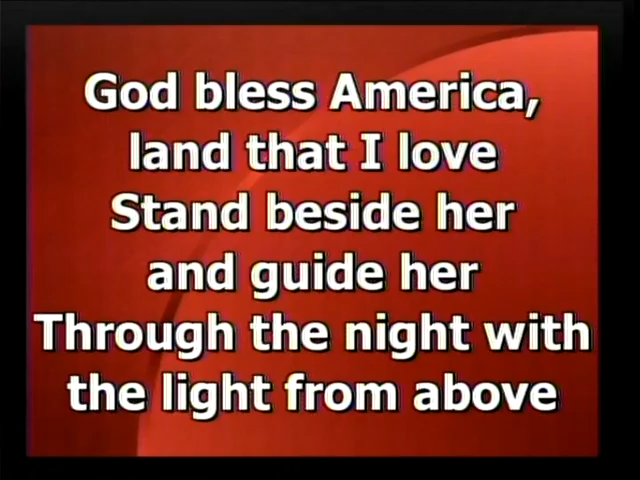 God bless America,
land that I love
Stand beside her
and guide her
Through the night with
the light from above